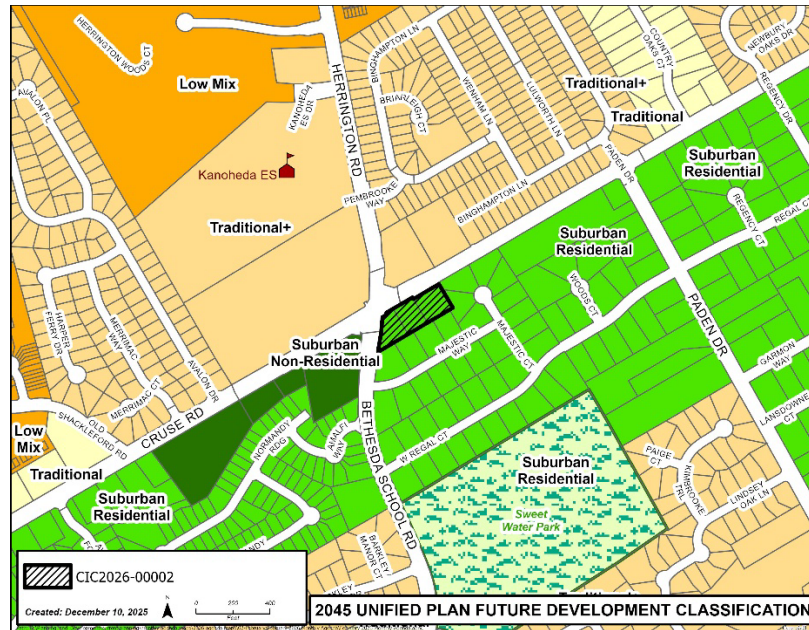 HERRINGTON WOODS CT
Low Mix
AVALON PL
KANOHEDA
ES DR
HERRINGTON RD
BINGHAMPTON LN
BRIARLEIGH CT
WENHAM LN
LULWORTH LN
COUNTRY
OAKS CT
NEWBURY
OAKS DR
REGENCY DR
Traditional+
Traditional
PADEN DR
Kanoheda ES
PEMBROOKE
WAY
BINGHAMPTON LN
Traditional+
Suburban
Residential
REGENCY CT
REGAL CT
Suburban
Residential
WOODS CT
HARPER
FERRY DR
MERRIMAC
WAY
MERRIMAC CT
AVALON DR
Suburban
Non-Residential
MAJESTIC
WAY
MAJESTIC CT
PADEN DR
GARMON
WAY
LANSDOWNE
CT
OLD
SHACKLEFORD RD
CRUSE RD
Low
Mix
Traditional
NORMANDY
RDG
AMALFI
WAY
BETHESDA SCHOOL RD
W REGAL CT
Suburban
Residential
Suburban
Residential
Sweet
Water Park
PAIGE
CT
KIMBROOKE
TRL
LINDSEY
OAK LN
BARKLEY
MANOR CT
CIC2026-00002
Created: December 10, 2025
N
0 200 400
Feet
2045 UNIFIED PLAN FUTURE DEVELOPMENT CLASSIFICATION